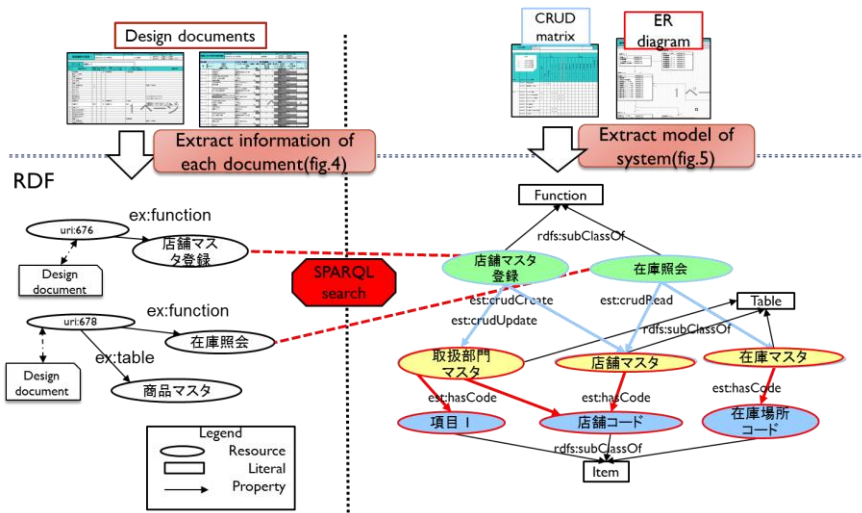 Design documents
CRUD
matrix
ER
diagram
Extract information of
each document(fig.4)
Extract model of
system(fig.5)
RDF
Function
ex:function
uri:676
店舗マス
タ登録
rdfs:subClassOf
Design
document
SPARQL
search
店舗マスタ
登録
在庫照会
ex:function
uri:678
在庫照会
est:crudCreate
est:crudRead
est:crudUpdate
Table
rdfs:subClassOf
ex:table
Design
document
商品マスタ
取扱部門
マスタ
店舗マスタ
在庫マスタ
est:hasCode
est:hasCode
est:hasCode
項目 1
店舗コード
在庫場所
コード
rdfs:subClassOf
Item
Legend
Resource
Literal
Property